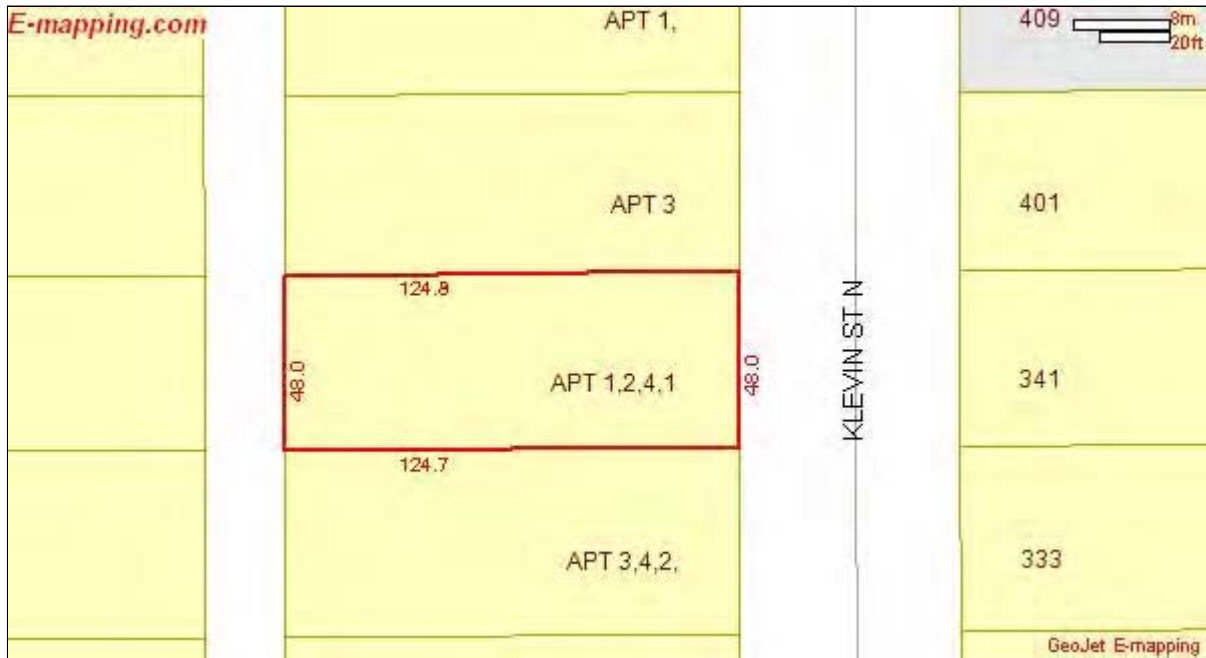 E-mapping.com
APT 1,
409
8m
20ft
APT 3
401
124.8
48.0
APT 1,2,4,1
48.0
KLEVIN ST N
341
124.7
APT 3,4,2,
333
GeoJet E-mapping